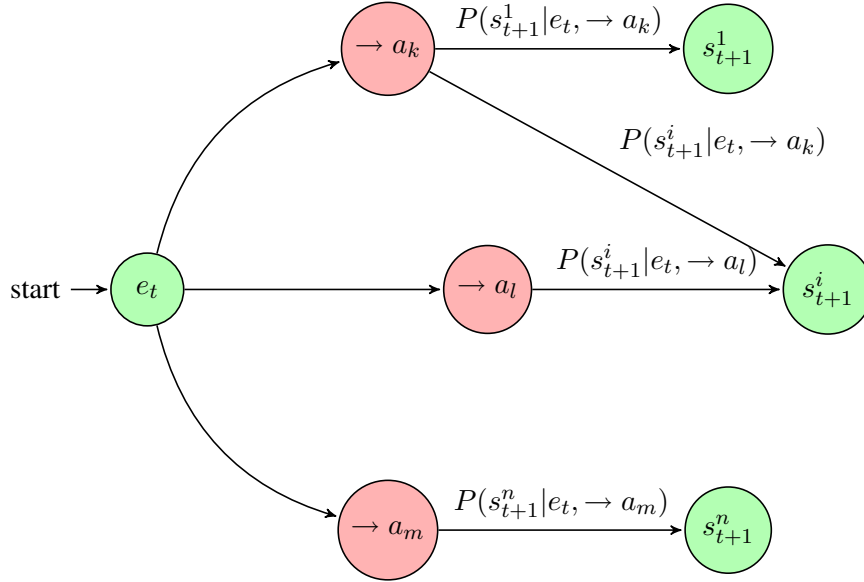 → a_k
P(s^1_{t+1}|e_t, → a_k)
s^1_{t+1}
P(s^i_{t+1}|e_t, → a_k)
start
e_t
→ a_l
P(s^i_{t+1}|e_t, → a_l)
s^i_{t+1}
→ a_m
P(s^n_{t+1}|e_t, → a_m)
s^n_{t+1}